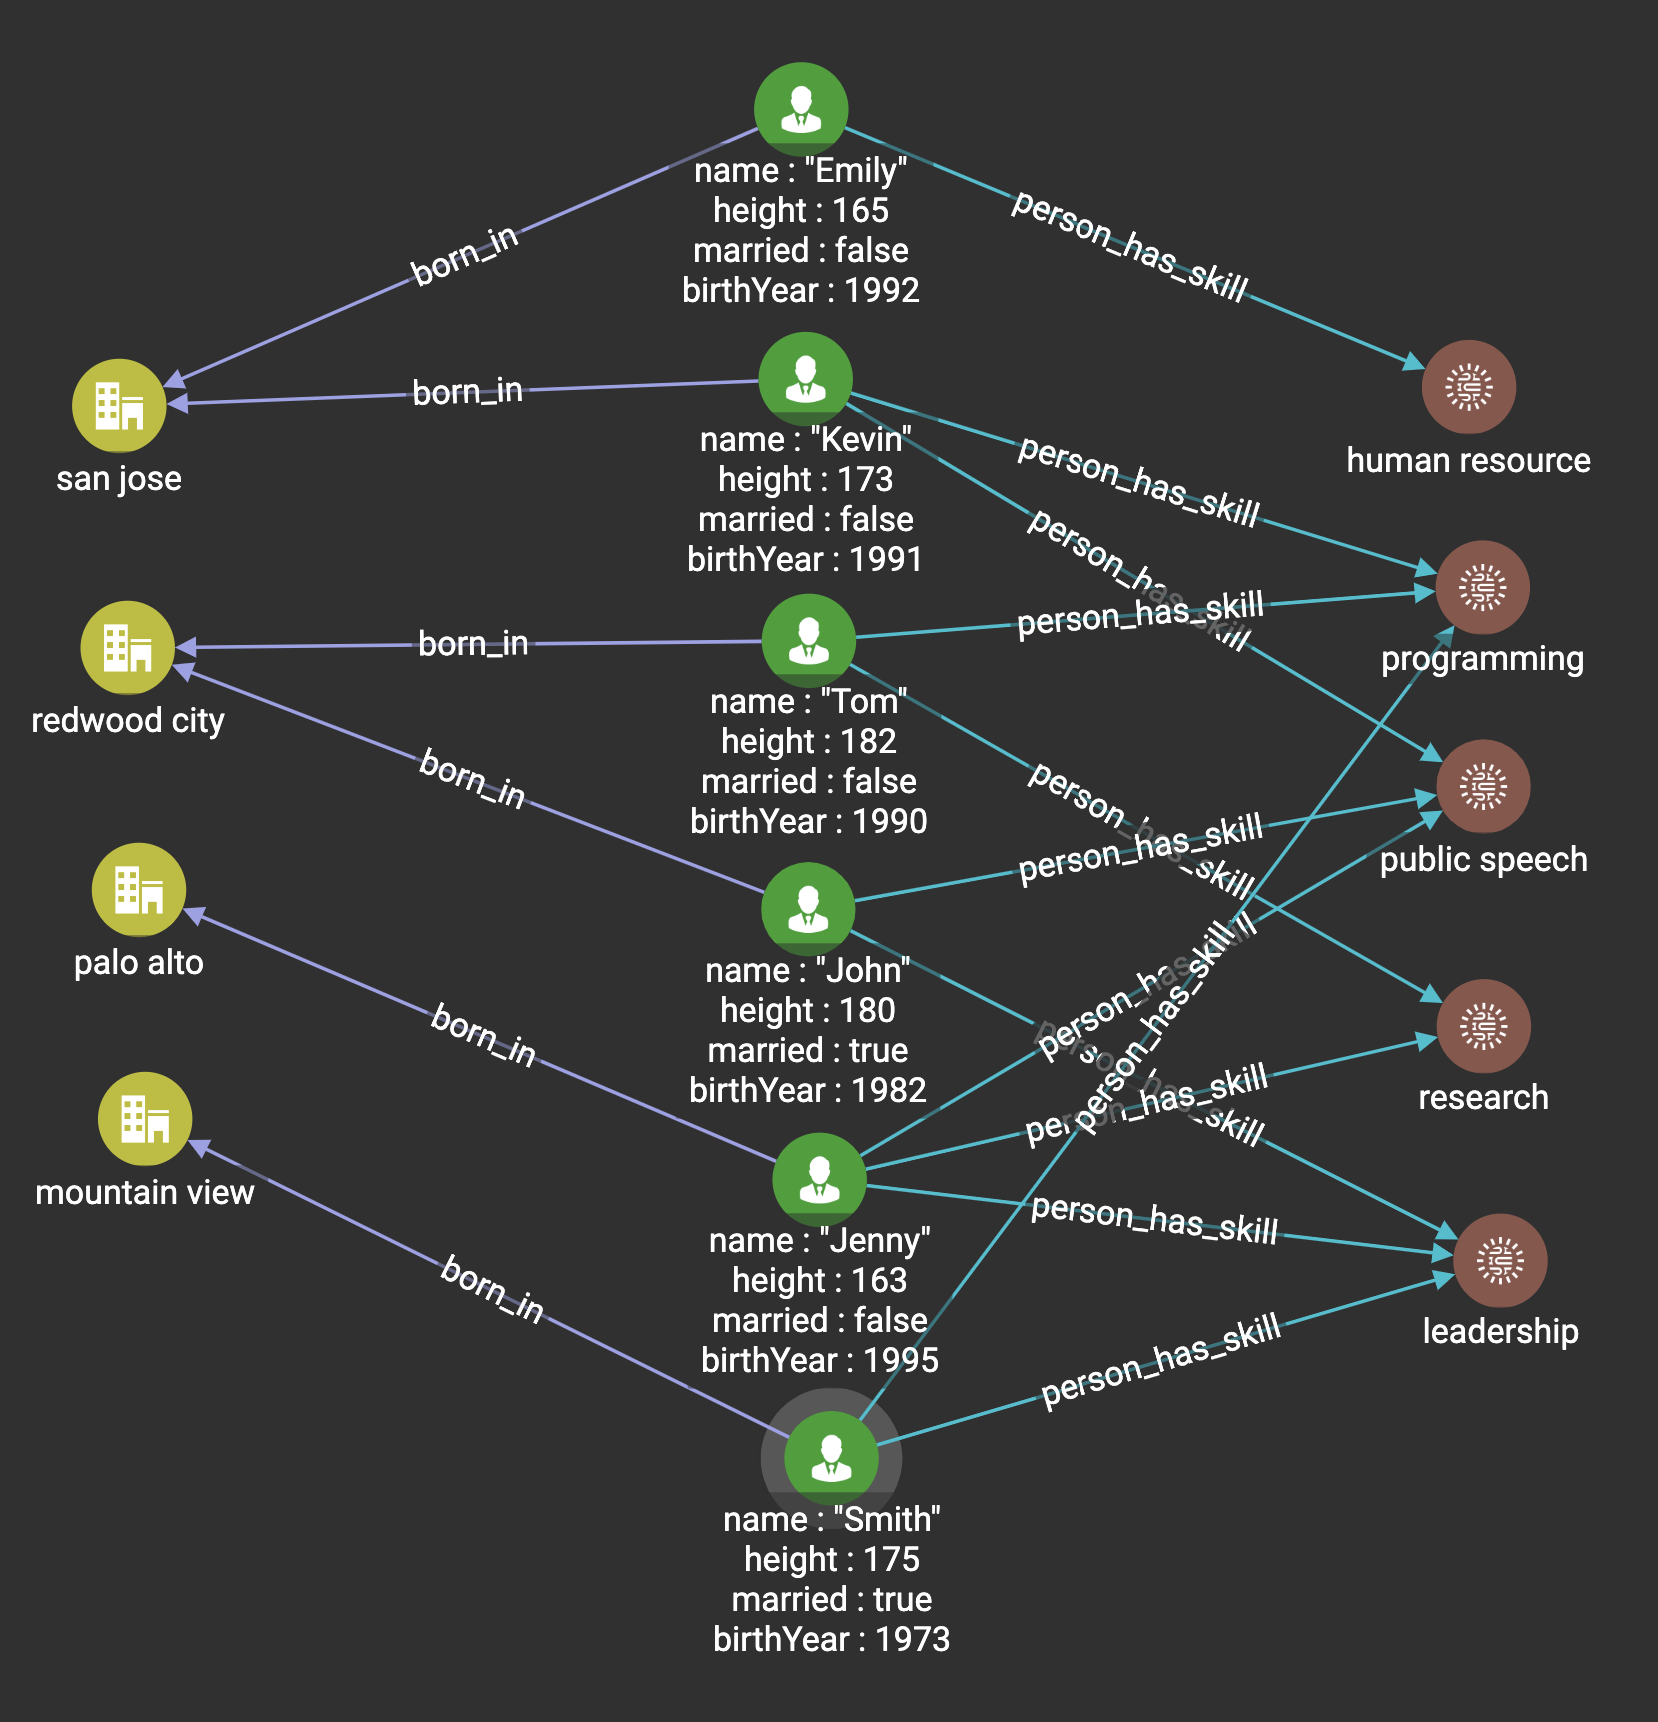 name : "Emily"
height : 165
married : false
birthYear : 1992
born_in
person_has_skill
san jose
born_in
name : "Kevin"
height : 173
married : false
birthYear : 1991
person_has_skill
person_has_skill
human resource
redwood city
born_in
born_in
name : "Tom"
height : 182
married : false
birthYear : 1990
person_has_skill
person_has_skill
programming
palo alto
born_in
name : "John"
height : 180
married : true
birthYear : 1982
person_has_skill
person_has_skill
public speech
mountain view
born_in
name : "Jenny"
height : 163
married : false
birthYear : 1995
person_has_skill
person_has_skill
person_has_skill
research
name : "Smith"
height : 175
married : true
birthYear : 1973
person_has_skill
person_has_skill
leadership